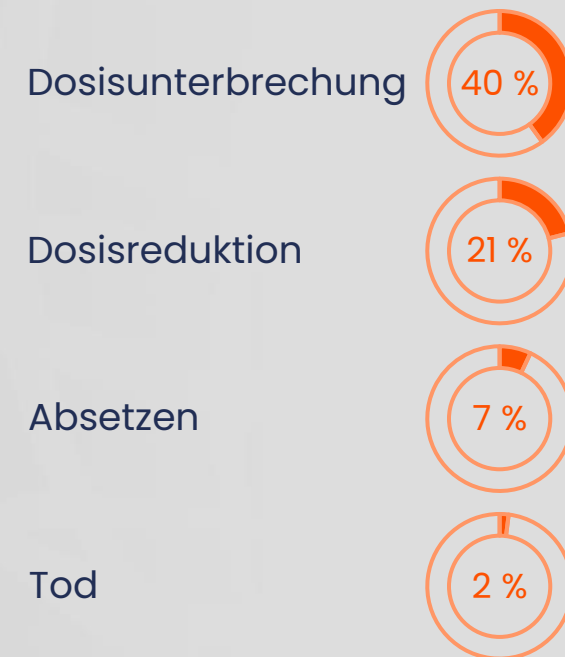 Dosisunterbrechung 40 %
Dosisreduktion 21 %
Absetzen 7 %
Tod 2 %